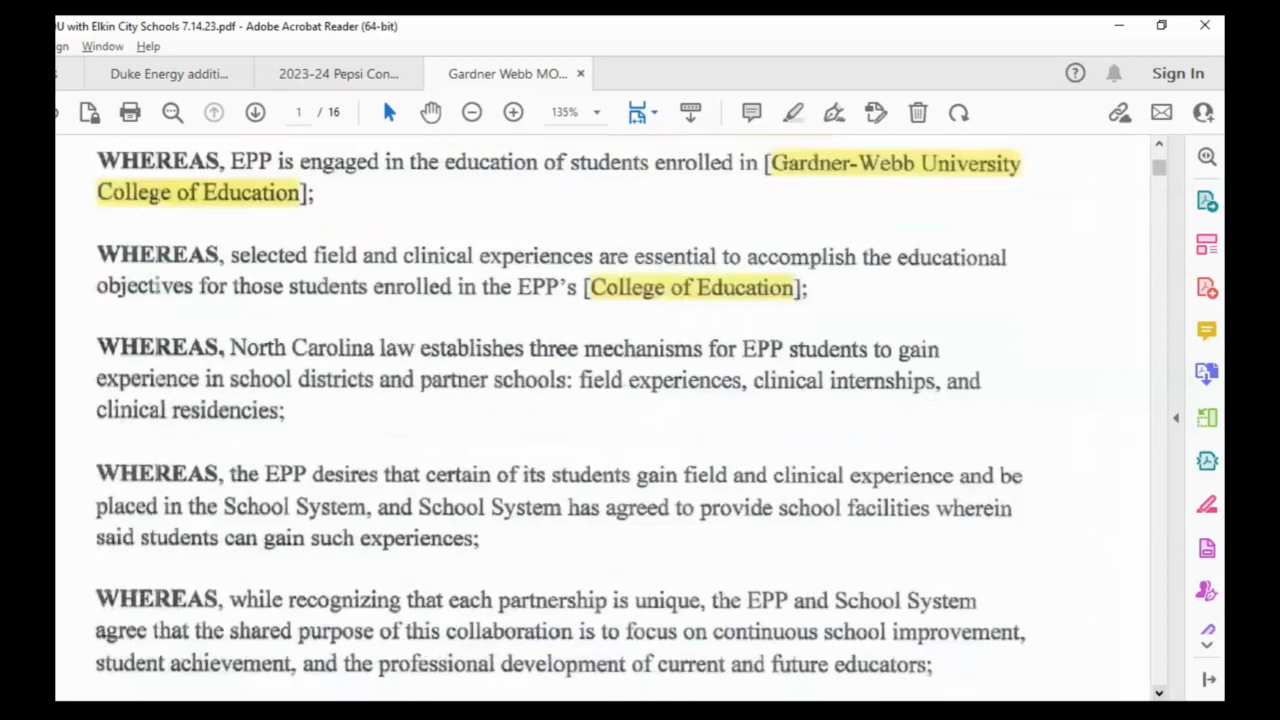 OU with Elkin City Schools 7.14.23.pdf - Adobe Acrobat Reader (64-bit)
gn Window Help
s Duke Energy additi... 2023-24 Pepsi Con... Gardner Webb MO... ×
Sign In
1 / 16 135%
WHEREAS, EPP is engaged in the education of students enrolled in [Gardner-Webb University
College of Education];
WHEREAS, selected field and clinical experiences are essential to accomplish the educational
objectives for those students enrolled in the EPP's [College of Education];
WHEREAS, North Carolina law establishes three mechanisms for EPP students to gain
experience in school districts and partner schools: field experiences, clinical internships, and
clinical residencies;
WHEREAS, the EPP desires that certain of its students gain field and clinical experience and be
placed in the School System, and School System has agreed to provide school facilities wherein
said students can gain such experiences;
WHEREAS, while recognizing that each partnership is unique, the EPP and School System
agree that the shared purpose of this collaboration is to focus on continuous school improvement,
student achievement, and the professional development of current and future educators;